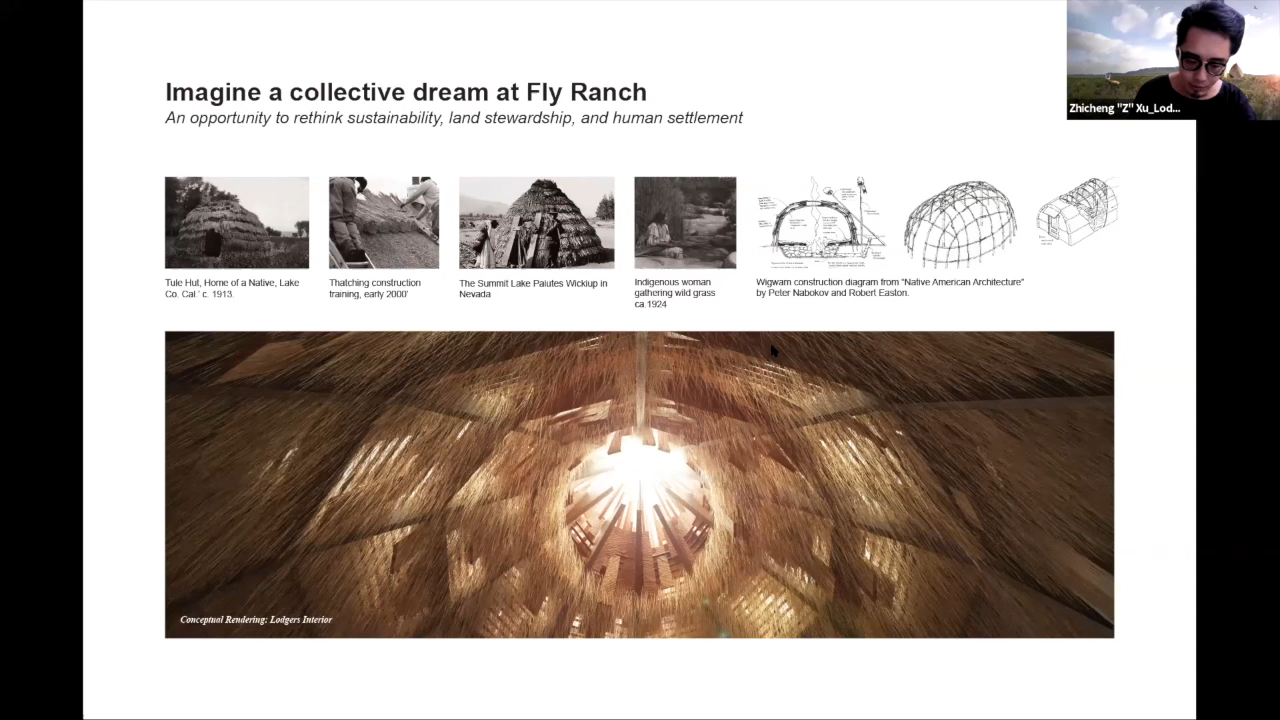 Imagine a collective dream at Fly Ranch
An opportunity to rethink sustainability, land stewardship, and human settlement
Zhicheng "Z" Xu_Lod...
Tule Hut, Home of a Native, Lake
Co. Cal.' c. 1913.
Thatching construction
training, early 2000'
The Summit Lake Paiutes Wickiup in
Nevada
Indigenous woman
gathering wild grass
ca.1924
Wigwam construction diagram from "Native American Architecture"
by Peter Nabokov and Robert Easton.
Conceptual Rendering: Lodgers Interior